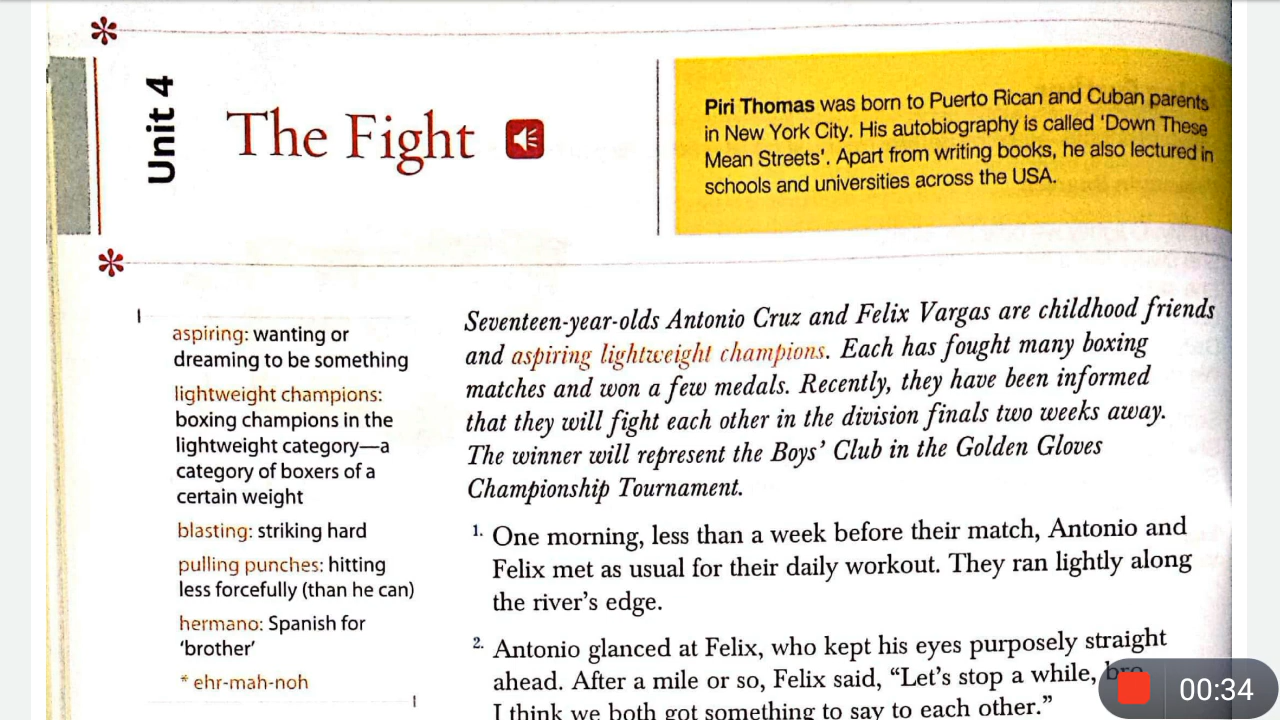 Unit 4
The Fight
Piri Thomas was born to Puerto Rican and Cuban parents
in New York City. His autobiography is called 'Down These
Mean Streets'. Apart from writing books, he also lectured in
schools and universities across the USA.
aspiring: wanting or
dreaming to be something
lightweight champions:
boxing champions in the
lightweight category—a
category of boxers of a
certain weight
blasting: striking hard
pulling punches: hitting
less forcefully (than he can)
hermano: Spanish for
'brother'
* ehr-mah-noh
Seventeen-year-olds Antonio Cruz and Felix Vargas are childhood friends
and aspiring lightweight champions. Each has fought many boxing
matches and won a few medals. Recently, they have been informed
that they will fight each other in the division finals two weeks away.
The winner will represent the Boys' Club in the Golden Gloves
Championship Tournament.
1. One morning, less than a week before their match, Antonio and
Felix met as usual for their daily workout. They ran lightly along
the river's edge.
2. Antonio glanced at Felix, who kept his eyes purposely straight
ahead. After a mile or so, Felix said, “Let's stop a while, bro
I think we both got something to say to each other.”
00:34